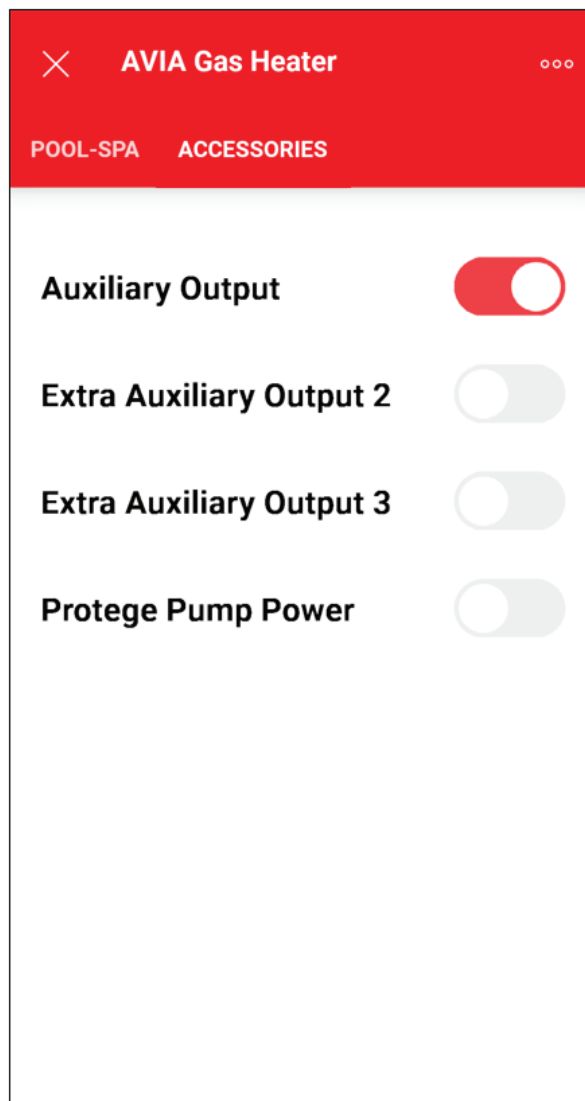 AVIA Gas Heater
POOL-SPA ACCESSORIES
Auxiliary Output
Extra Auxiliary Output 2
Extra Auxiliary Output 3
Protege Pump Power